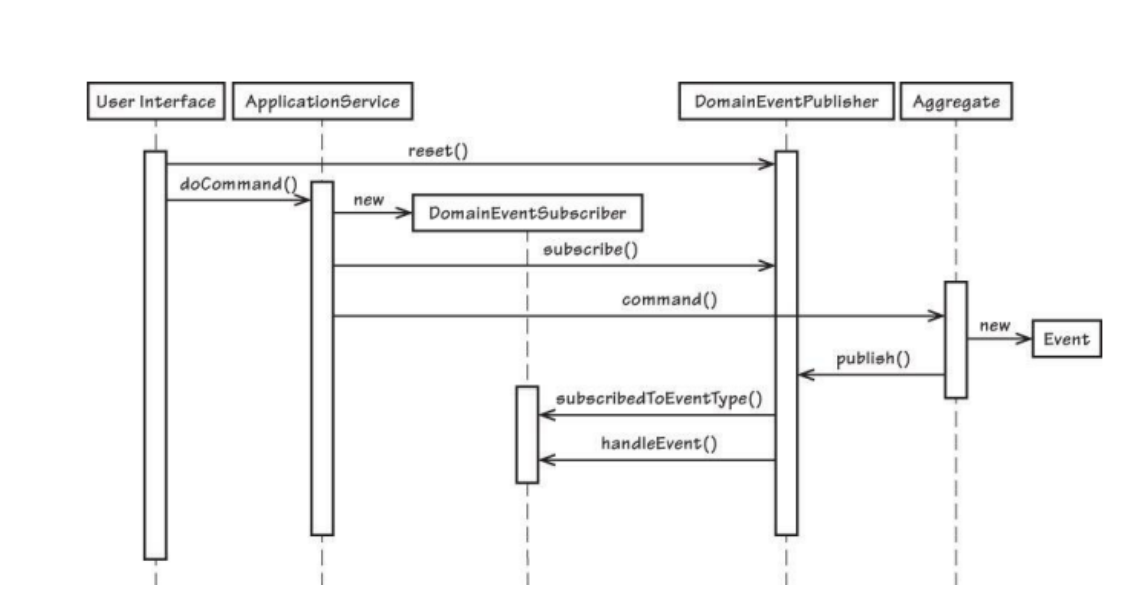 User Interface
ApplicationService
DomainEventPublisher
Aggregate
reset()
doCommand()
new
DomainEventSubscriber
subscribe()
command()
new
Event
publish()
subscribedToEventType()
handleEvent()